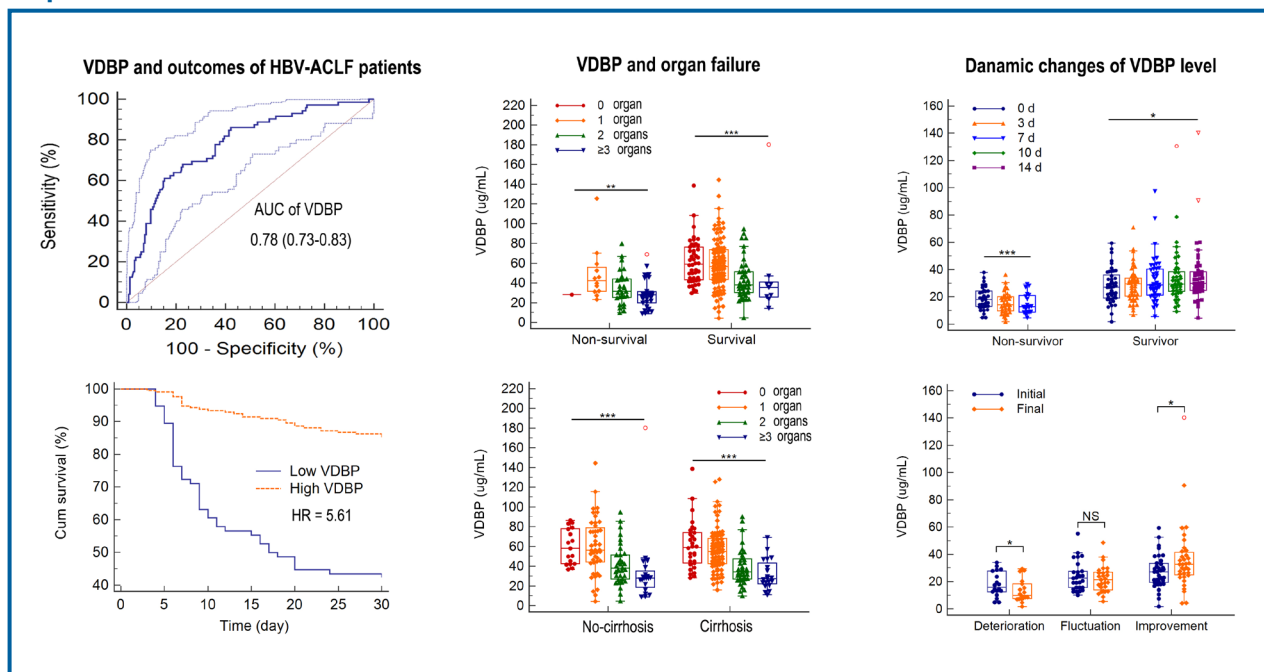 VDBP and outcomes of HBV-ACLF patients
100
80
60
40
20
0
Sensitivity (%)
AUC of VDBP
0.78 (0.73-0.83)
0 20 40 60 80 100
100 - Specificity (%)
VDBP and organ failure
220
200
180
160
140
120
100
80
60
40
20
0
VDBP (ug/mL)
0 organ
1 organ
2 organs
≥3 organs
**
***
Non-survival Survival
Danamic changes of VDBP level
160
140
120
100
80
60
40
20
0
VDBP (ug/mL)
0 d
3 d
7 d
10 d
14 d
***
*
Non-survivor Survivor
100
90
80
70
60
50
40
Cum survival (%)
Low VDBP
High VDBP
HR = 5.61
0 5 10 15 20 25 30
Time (day)
220
200
180
160
140
120
100
80
60
40
20
0
VDBP (ug/mL)
0 organ
1 organ
2 organs
≥3 organs
***
***
No-cirrhosis Cirrhosis
160
140
120
100
80
60
40
20
0
VDBP (ug/mL)
Initial
Final
*
NS
*
Deterioration Fluctuation Improvement